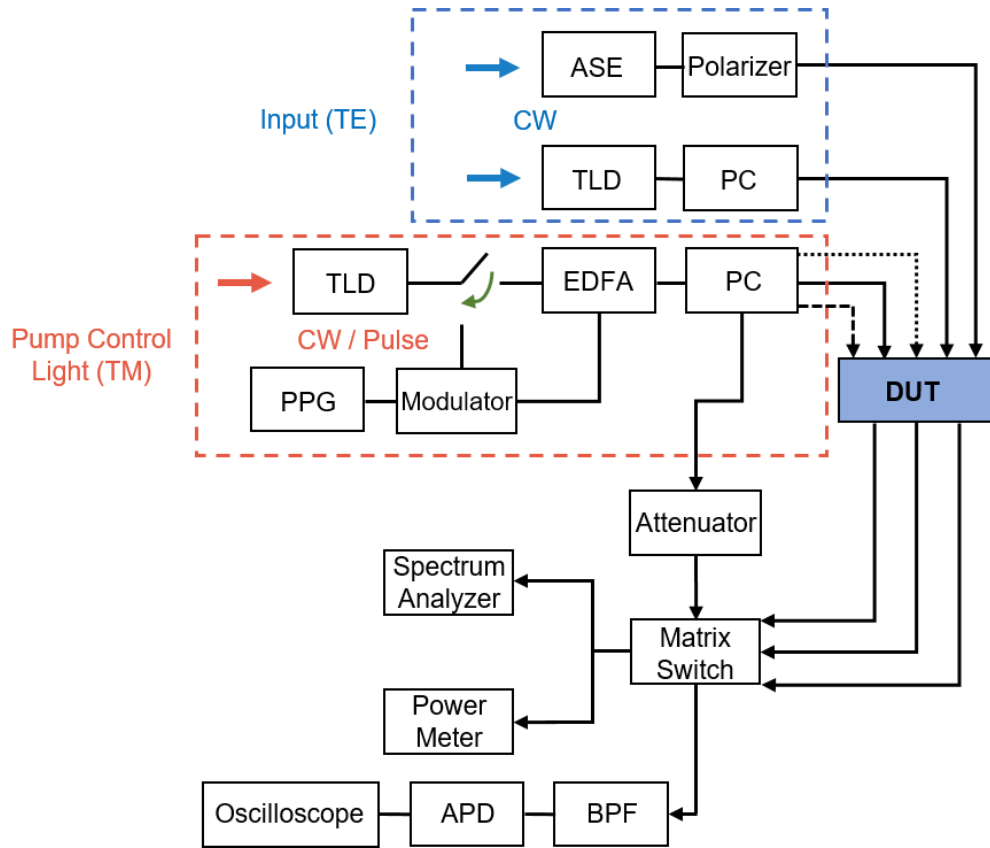 ASE
Polarizer
Input (TE)
CW
TLD
PC
TLD
EDFA
PC
Pump Control
Light (TM)
CW / Pulse
PPG
Modulator
DUT
Attenuator
Spectrum
Analyzer
Matrix
Switch
Power
Meter
Oscilloscope
APD
BPF